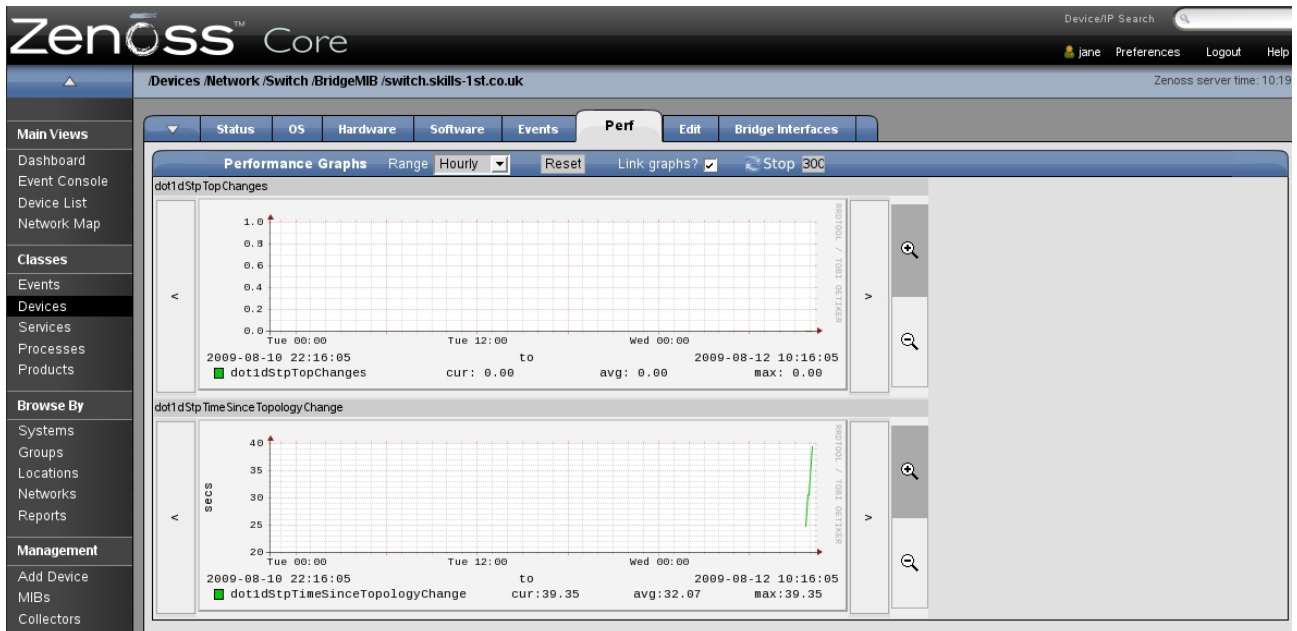 Zenoss™ Core
Device/IP Search
jane Preferences Logout Help
/Devices /Network /Switch /BridgeMIB /switch.skills-1st.co.uk
Zenoss server time: 10:19
Main Views
Dashboard
Event Console
Device List
Network Map
Classes
Events
Devices
Services
Processes
Products
Browse By
Systems
Groups
Locations
Networks
Reports
Management
Add Device
MIBs
Collectors
Status OS Hardware Software Events Perf Edit Bridge Interfaces
Performance Graphs Range Hourly Reset Link graphs? Stop 300
dot1dStpTopChanges
<
1.0
0.8
0.6
0.4
0.2
0.0
Tue 00:00 Tue 12:00 Wed 00:00
2009-08-10 22:16:05 to 2009-08-12 10:16:05
dot1dStpTopChanges cur: 0.00 avg: 0.00 max: 0.00
RRDTOOL / TOBI OETIKER
>
dot1dStpTimeSinceTopologyChange
<
secs
40
35
30
25
20
Tue 00:00 Tue 12:00 Wed 00:00
2009-08-10 22:16:05 to 2009-08-12 10:16:05
dot1dStpTimeSinceTopologyChange cur:39.35 avg:32.07 max:39.35
RRDTOOL / TOBI OETIKER
>